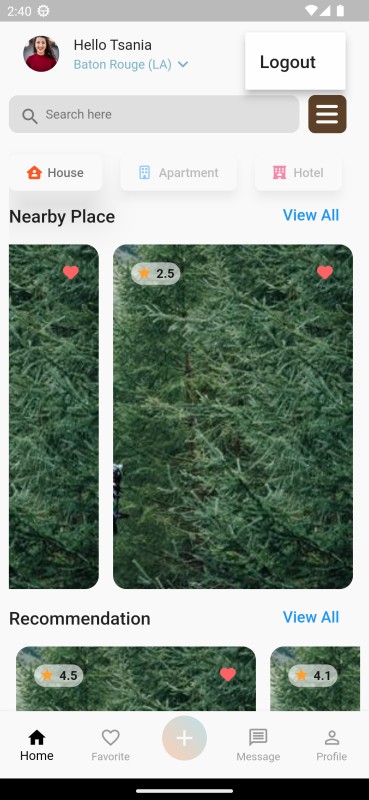 2:40
Hello Tsania
Baton Rouge (LA)
Logout
Search here
House
Apartment
Hotel
Nearby Place
View All
2.5
Recommendation
View All
4.5
4.1
Home
Favorite
Message
Profile